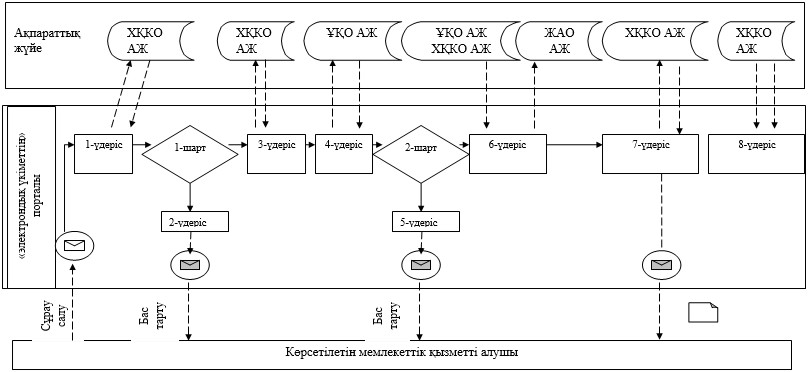 Ақпараттық
жүйе
ХҚКО
АЖ
ХҚКО
АЖ
ҰҚО АЖ
ҰҚО АЖ
ХҚКО АЖ
ЖАО
АЖ
ХҚКО АЖ
ХҚКО
АЖ
«электрондық үкіметтің»
порталы
1-үдеріс
1-шарт
3-үдеріс
4-үдеріс
2-шарт
6-үдеріс
7-үдеріс
8-үдеріс
2-үдеріс
5-үдеріс
Сұрау
салу
Бас
тарту
Бас
тарту
Көрсетілетін мемлекеттік қызметті алушы